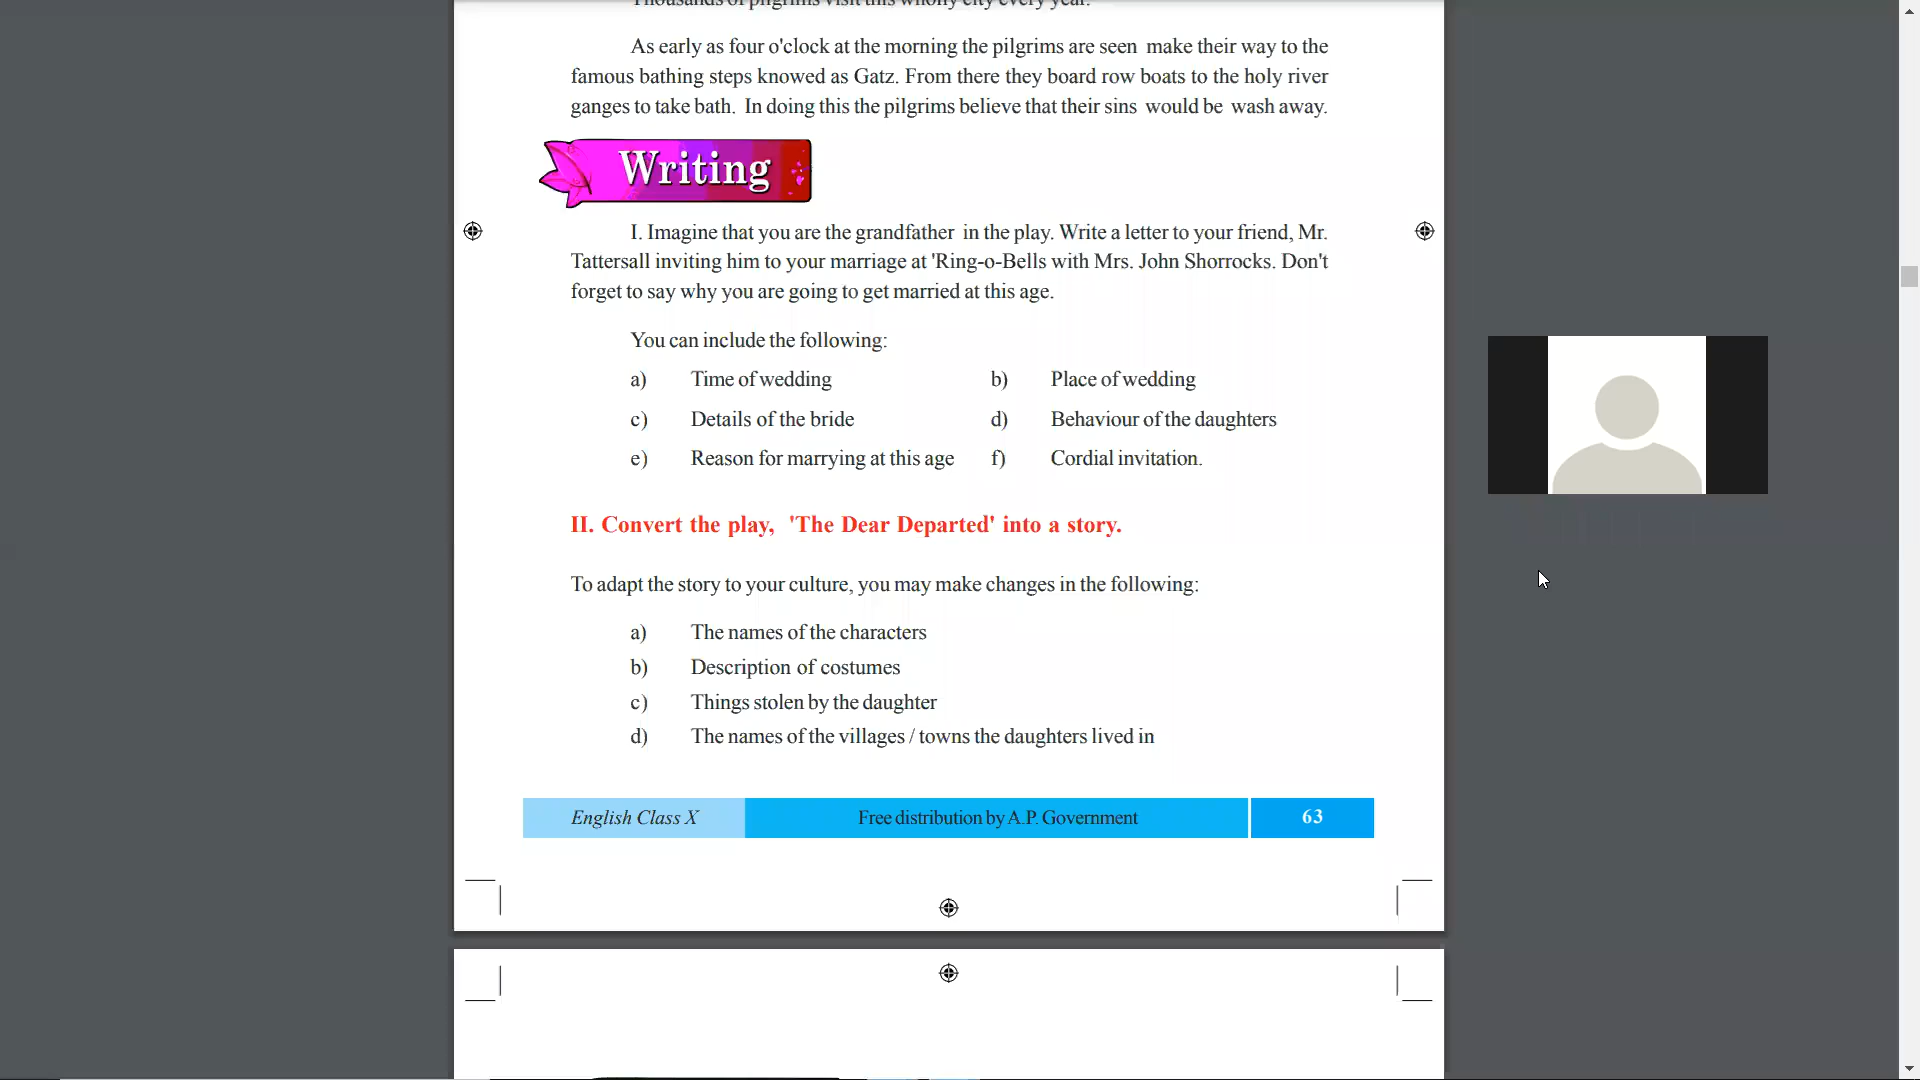 Thousands of pilgrims visit this wholly city every year.
As early as four o'clock at the morning the pilgrims are seen make their way to the
famous bathing steps knowed as Gatz. From there they board row boats to the holy river
ganges to take bath. In doing this the pilgrims believe that their sins would be wash away.
Writing
I. Imagine that you are the grandfather in the play. Write a letter to your friend, Mr.
Tattersall inviting him to your marriage at 'Ring-o-Bells with Mrs. John Shorrocks. Don't
forget to say why you are going to get married at this age.
You can include the following:
a) Time of wedding b) Place of wedding
c) Details of the bride d) Behaviour of the daughters
e) Reason for marrying at this age f) Cordial invitation.
II. Convert the play, 'The Dear Departed' into a story.
To adapt the story to your culture, you may make changes in the following:
a) The names of the characters
b) Description of costumes
c) Things stolen by the daughter
d) The names of the villages / towns the daughters lived in
English Class X Free distribution by A.P. Government 63